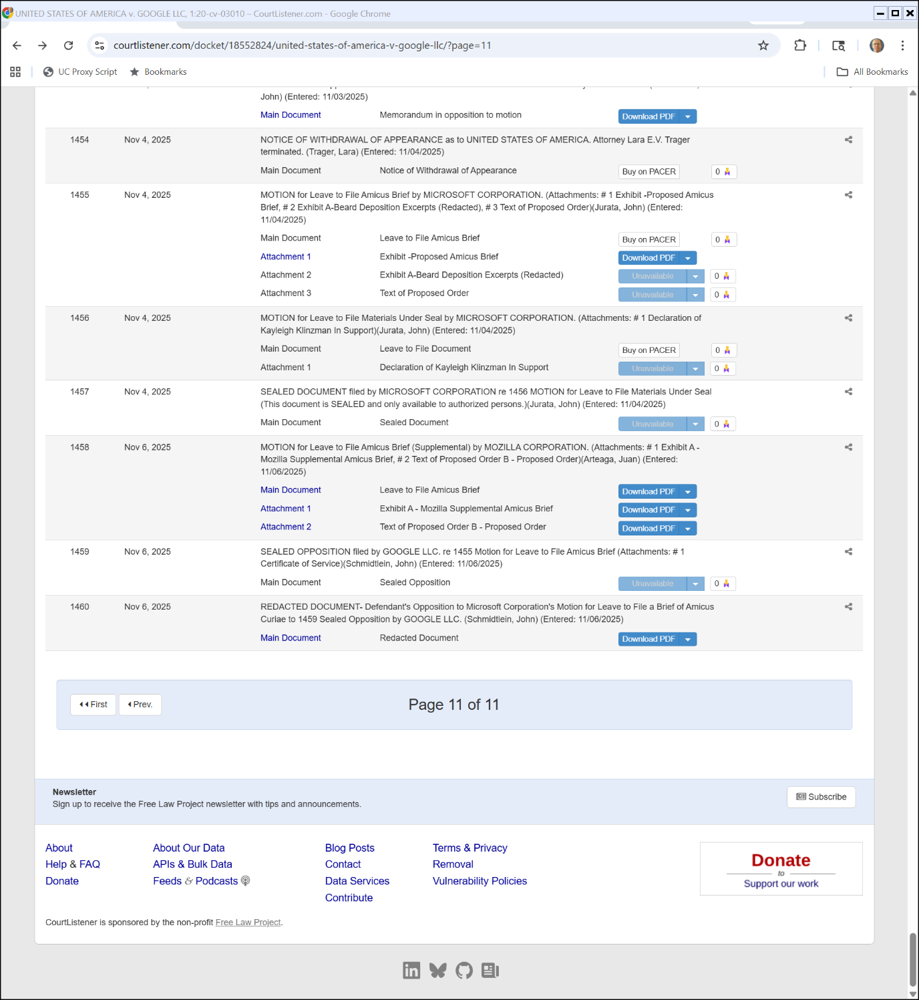 UNITED STATES OF AMERICA v. GOOGLE LLC, 1:20-cv-03010 – CourtListener.com - Google Chrome
courtlistener.com/docket/18552824/united-states-of-america-v-google-llc/?page=11
UC Proxy Script
Bookmarks
All Bookmarks
John) (Entered: 11/03/2025)
Main Document Memorandum in opposition to motion Download PDF
1454 Nov 4, 2025 NOTICE OF WITHDRAWAL OF APPEARANCE as to UNITED STATES OF AMERICA. Attorney Lara E.V. Trager
terminated. (Trager, Lara) (Entered: 11/04/2025)
Main Document Notice of Withdrawal of Appearance Buy on PACER 0
1455 Nov 4, 2025 MOTION for Leave to File Amicus Brief by MICROSOFT CORPORATION. (Attachments: # 1 Exhibit -Proposed Amicus
Brief, # 2 Exhibit A-Beard Deposition Excerpts (Redacted), # 3 Text of Proposed Order)(Jurata, John) (Entered:
11/04/2025)
Main Document Leave to File Amicus Brief Buy on PACER 0
Attachment 1 Exhibit -Proposed Amicus Brief Download PDF
Attachment 2 Exhibit A-Beard Deposition Excerpts (Redacted) Unavailable 0
Attachment 3 Text of Proposed Order Unavailable 0
1456 Nov 4, 2025 MOTION for Leave to File Materials Under Seal by MICROSOFT CORPORATION. (Attachments: # 1 Declaration of
Kayleigh Klinzman In Support)(Jurata, John) (Entered: 11/04/2025)
Main Document Leave to File Document Buy on PACER 0
Attachment 1 Declaration of Kayleigh Klinzman In Support Unavailable 0
1457 Nov 4, 2025 SEALED DOCUMENT filed by MICROSOFT CORPORATION re 1456 MOTION for Leave to File Materials Under Seal
(This document is SEALED and only available to authorized persons.)(Jurata, John) (Entered: 11/04/2025)
Main Document Sealed Document Unavailable 0
1458 Nov 6, 2025 MOTION for Leave to File Amicus Brief (Supplemental) by MOZILLA CORPORATION. (Attachments: # 1 Exhibit A -
Mozilla Supplemental Amicus Brief, # 2 Text of Proposed Order B - Proposed Order)(Arteaga, Juan) (Entered:
11/06/2025)
Main Document Leave to File Amicus Brief Download PDF
Attachment 1 Exhibit A - Mozilla Supplemental Amicus Brief Download PDF
Attachment 2 Text of Proposed Order B - Proposed Order Download PDF
1459 Nov 6, 2025 SEALED OPPOSITION filed by GOOGLE LLC. re 1455 Motion for Leave to File Amicus Brief (Attachments: # 1
Certificate of Service)(Schmidtlein, John) (Entered: 11/06/2025)
Main Document Sealed Opposition Unavailable 0
1460 Nov 6, 2025 REDACTED DOCUMENT- Defendant's Opposition to Microsoft Corporation's Motion for Leave to File a Brief of Amicus
Curiae to 1459 Sealed Opposition by GOOGLE LLC. (Schmidtlein, John) (Entered: 11/06/2025)
Main Document Redacted Document Download PDF
First Prev. Page 11 of 11
Newsletter
Sign up to receive the Free Law Project newsletter with tips and announcements.
Subscribe
About About Our Data Blog Posts Terms & Privacy
Help & FAQ APIs & Bulk Data Contact Removal
Donate Feeds & Podcasts Data Services Vulnerability Policies
Contribute
Donate
to
Support our work
CourtListener is sponsored by the non-profit Free Law Project.
in